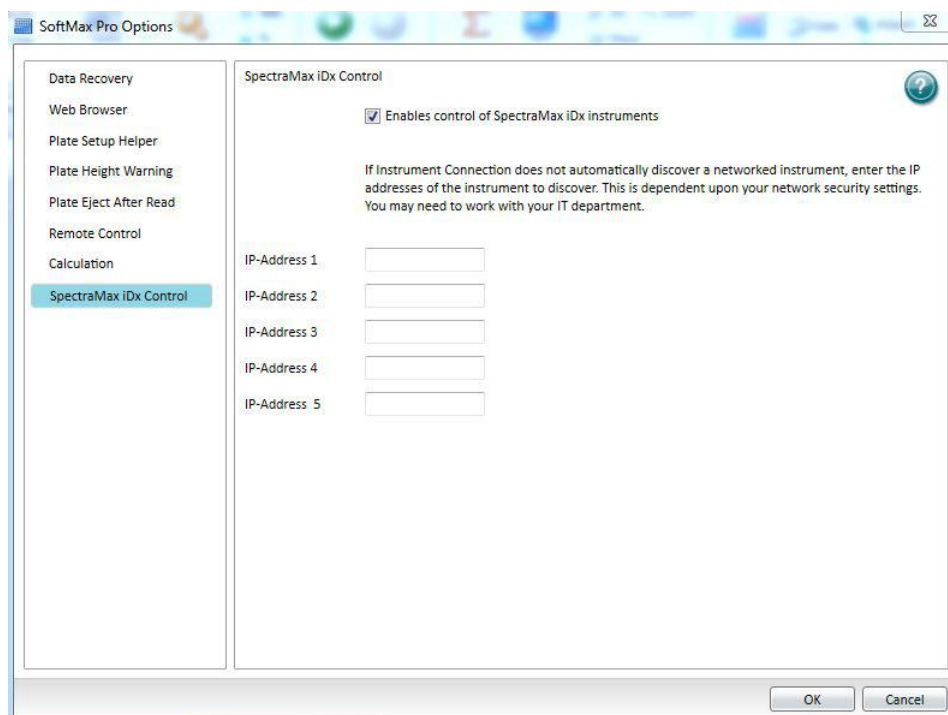 SoftMax Pro Options
Data Recovery
Web Browser
Plate Setup Helper
Plate Height Warning
Plate Eject After Read
Remote Control
Calculation
SpectraMax iDx Control
SpectraMax iDx Control
?
Enables control of SpectraMax iDx instruments
If Instrument Connection does not automatically discover a networked instrument, enter the IP
addresses of the instrument to discover. This is dependent upon your network security settings.
You may need to work with your IT department.
IP-Address 1
IP-Address 2
IP-Address 3
IP-Address 4
IP-Address 5
OK
Cancel